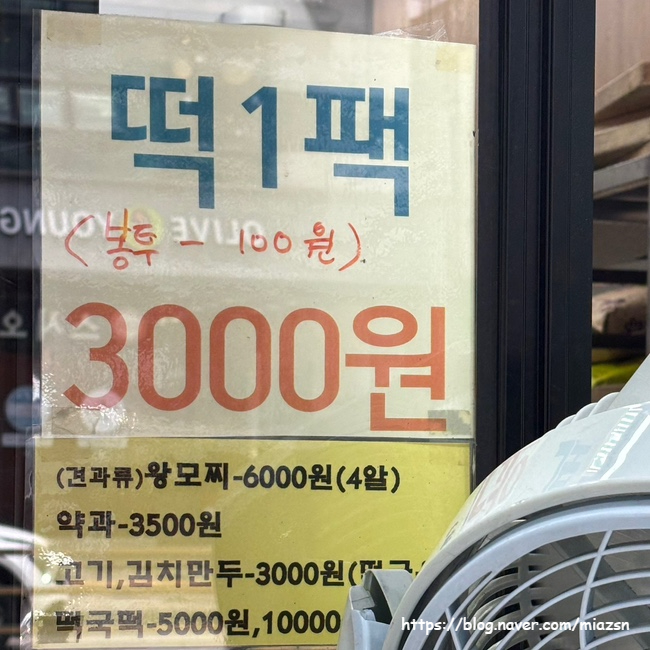 떡 1 팩
(봉투 - 100원)
3000원
(견과류)왕모찌-6000원(4알)
약과-3500원
고기,김치만두-3000원(
떡국떡-5000원,10000
OLIVE YOUNG
https://blog.naver.com/miazsn